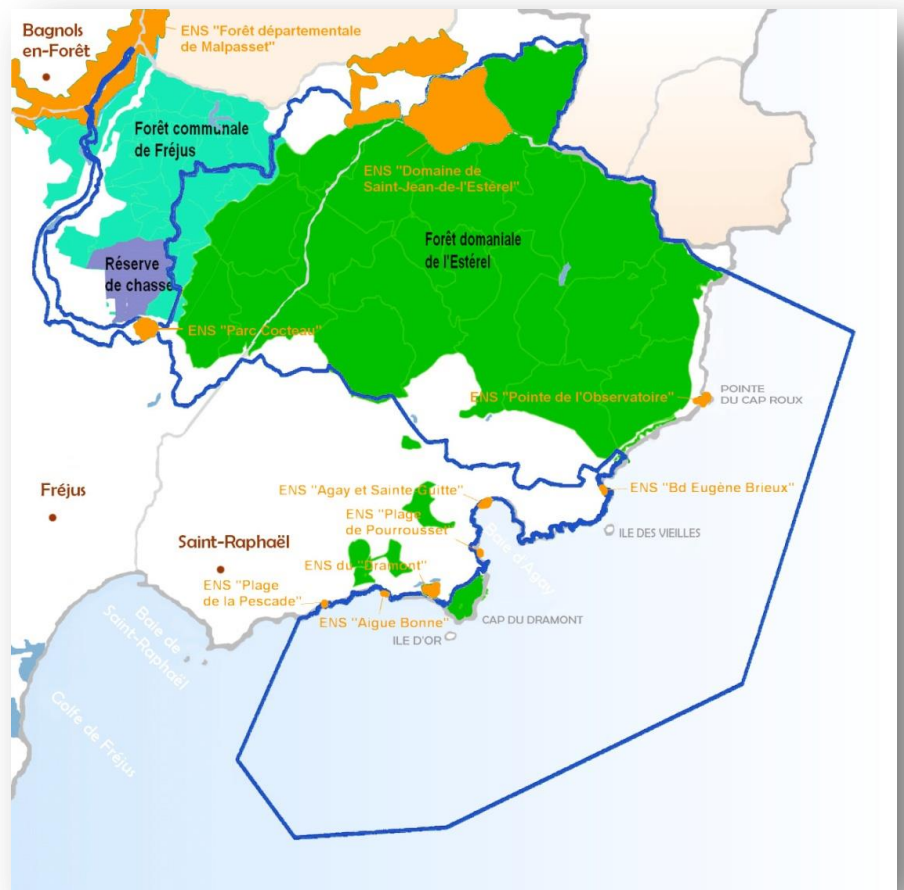 Bagnols
en-Forêt
ENS "Forêt départementale
de Malpasset"
Forêt communale
de Fréjus
ENS "Domaine de
Saint-Jean-de-l'Estérel"
Forêt domaniale
de l'Estérel
Réserve
de chasse
ENS "Parc Cocteau"
ENS "Pointe de l'Observatoire"
POINTE
DU CAP ROUX
Fréjus
ENS "Agay et Sainte Guitte"
ENS "Bd Eugène Brieux"
ENS "Plage
de Pourrousset"
Baie d'Agay
ILE DES VIEILLES
Saint-Raphaël
ENS du "Dramont"
ENS "Plage
de la Pescade"
ENS "Aigue Bonne"
CAP DU DRAMONT
ILE D'OR
Baie de
Saint-Raphaël
Golfe de Fréjus